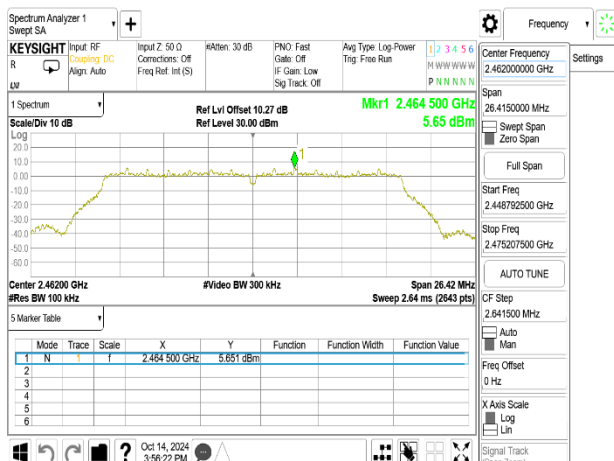 Spectrum Analyzer 1
Swept SA
Frequency
KEYSIGHT
R
Input: RF
Coupling: DC
Align: Auto
Input Z: 50 Ω
Corrections: Off
Freq Ref: Int (S)
#Atten: 30 dB
PNO: Fast
Gate: Off
IF Gain: Low
Sig Track: Off
Avg Type: Log-Power
Trig: Free Run
1 2 3 4 5 6
M W W W W W
P N N N N N
1 Spectrum
Scale/Div 10 dB
Ref Lvl Offset 10.27 dB
Ref Level 30.00 dBm
Mkr1 2.464 500 GHz
5.65 dBm
Log
20.0
10.0
0.00
-10.0
-20.0
-30.0
-40.0
-50.0
-60.0
1
Center 2.46200 GHz
#Res BW 100 kHz
#Video BW 300 kHz
Span 26.42 MHz
Sweep 2.64 ms (2643 pts)
5 Marker Table
Mode Trace Scale X Y Function Function Width Function Value
1 N 1 f 2.464 500 GHz 5.651 dBm
2
3
4
5
6
Oct 14, 2024
3:56:22 PM
Center Frequency
2.462000000 GHz
Settings
Span
26.4150000 MHz
Swept Span
Zero Span
Full Span
Start Freq
2.448792500 GHz
Stop Freq
2.475207500 GHz
AUTO TUNE
CF Step
2.641500 MHz
Auto
Man
Freq Offset
0 Hz
X Axis Scale
Log
Lin
Signal Track